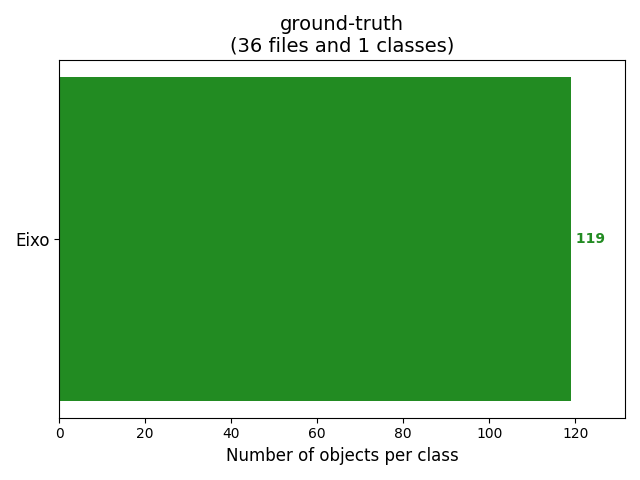 ground-truth
(36 files and 1 classes)
Eixo
119
0 20 40 60 80 100 120
Number of objects per class